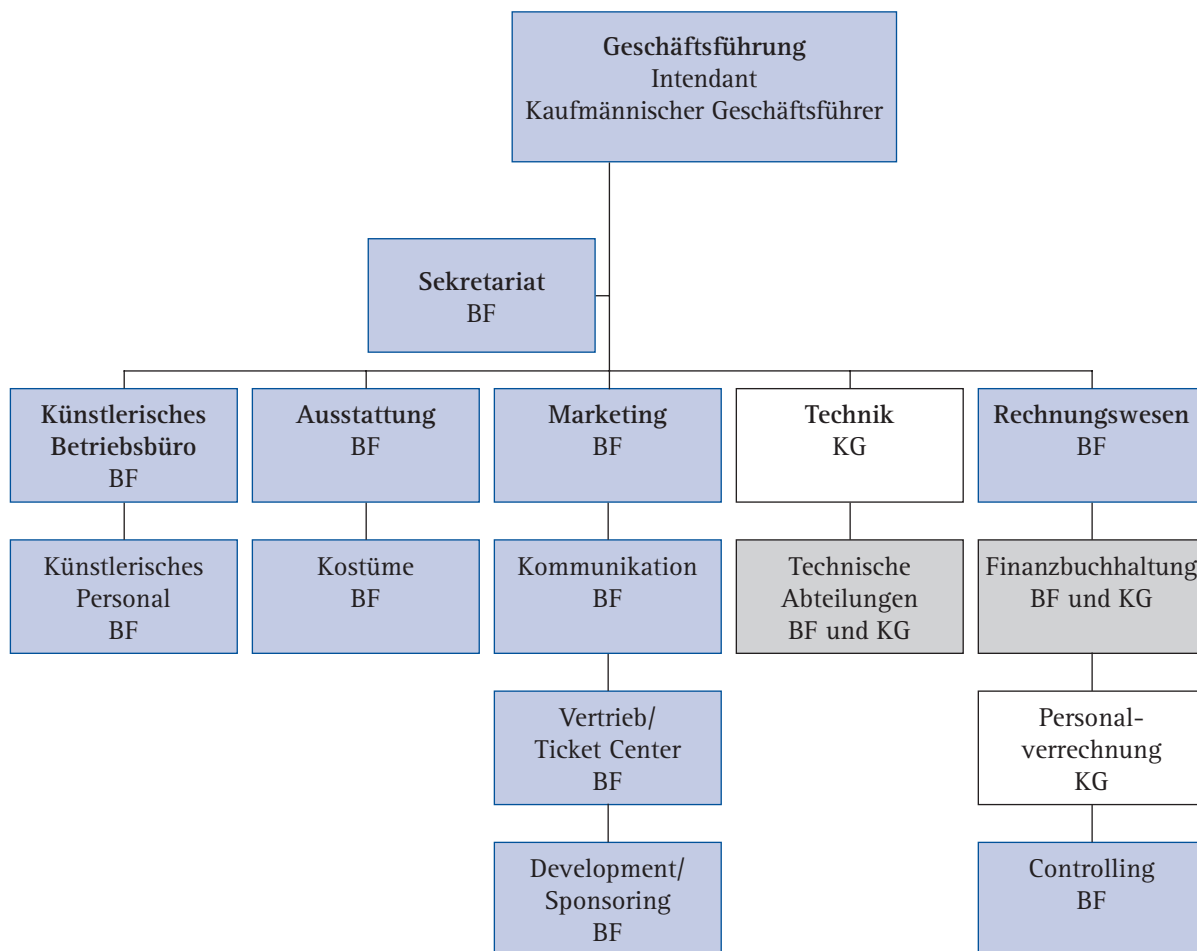 Geschäftsführung
Intendant
Kaufmännischer Geschäftsführer
Sekretariat
BF
Künstlerisches
Betriebsbüro
BF
Ausstattung
BF
Marketing
BF
Technik
KG
Rechnungswesen
BF
Künstlerisches
Personal
BF
Kostüme
BF
Kommunikation
BF
Technische
Abteilungen
BF und KG
Finanzbuchhaltung
BF und KG
Vertrieb/
Ticket Center
BF
Personal-
verrechnung
KG
Development/
Sponsoring
BF
Controlling
BF